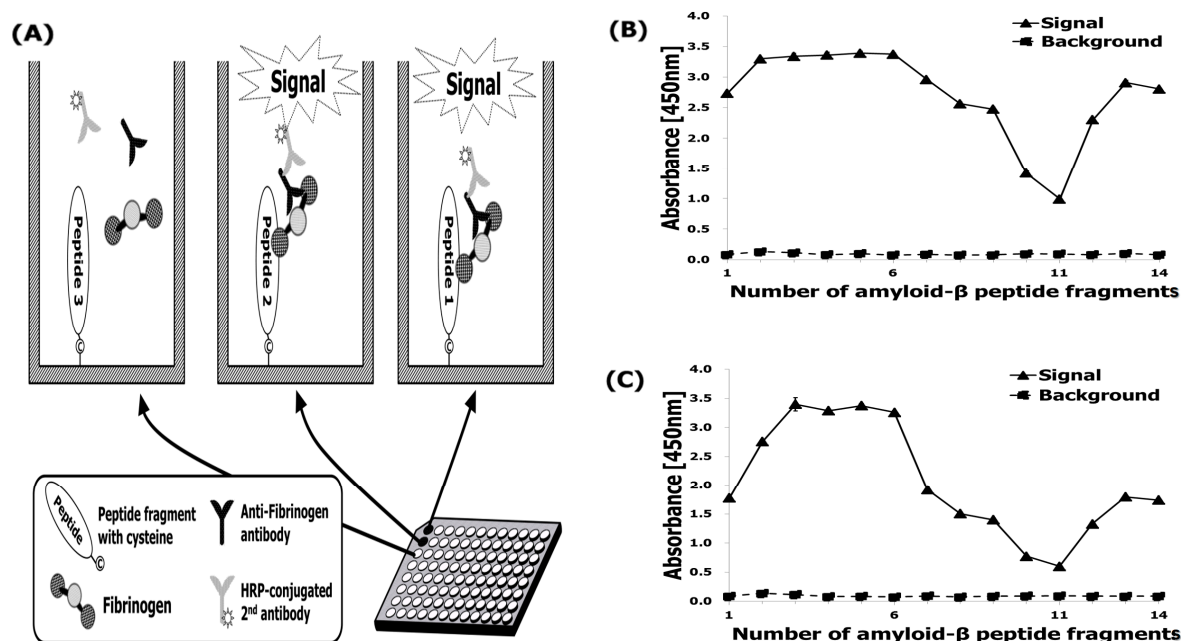 (A)
Signal
Signal
Peptide 3
Peptide 2
Peptide 1
C
C
C
Peptide
C
Peptide fragment
with cysteine
Anti-Fibrinogen
antibody
Fibrinogen
HRP-conjugated
2nd antibody
(B)
Signal
Background
Absorbance [450nm]
4.0
3.5
3.0
2.5
2.0
1.5
1.0
0.5
0.0
1
6
11
14
Number of amyloid-β peptide fragments
(C)
Signal
Background
Absorbance [450nm]
4.0
3.5
3.0
2.5
2.0
1.5
1.0
0.5
0.0
1
6
11
14
Number of amyloid-β peptide fragments